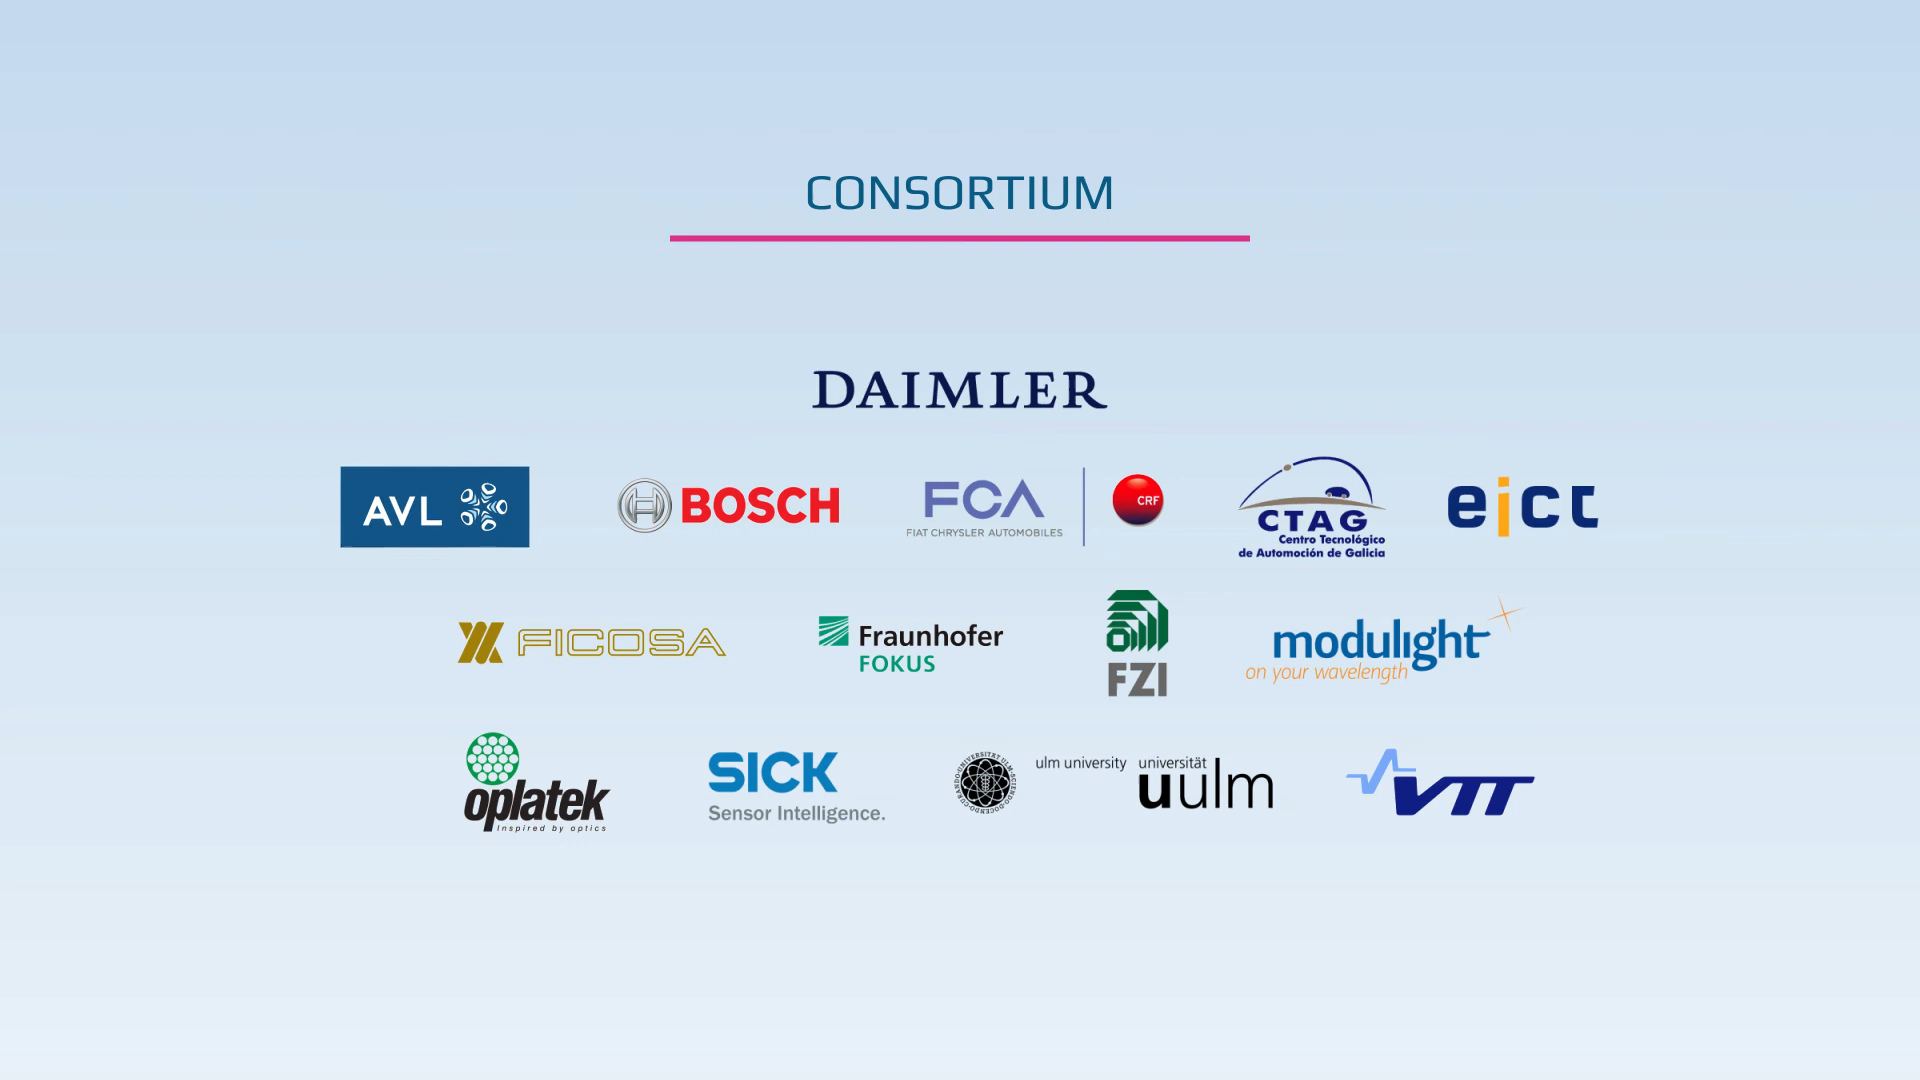 CONSORTIUM
DAIMLER
AVL
BOSCH
FCA
FIAT CHRYSLER AUTOMOBILES
CRF
CTAG
Centro Tecnológico
de Automoción de Galicia
eict
FICOSA
Fraunhofer
FOKUS
FZI
modulight
on your wavelength
oplatek
Inspired by optics
SICK
Sensor Intelligence.
ulm university universität
uulm
VTT